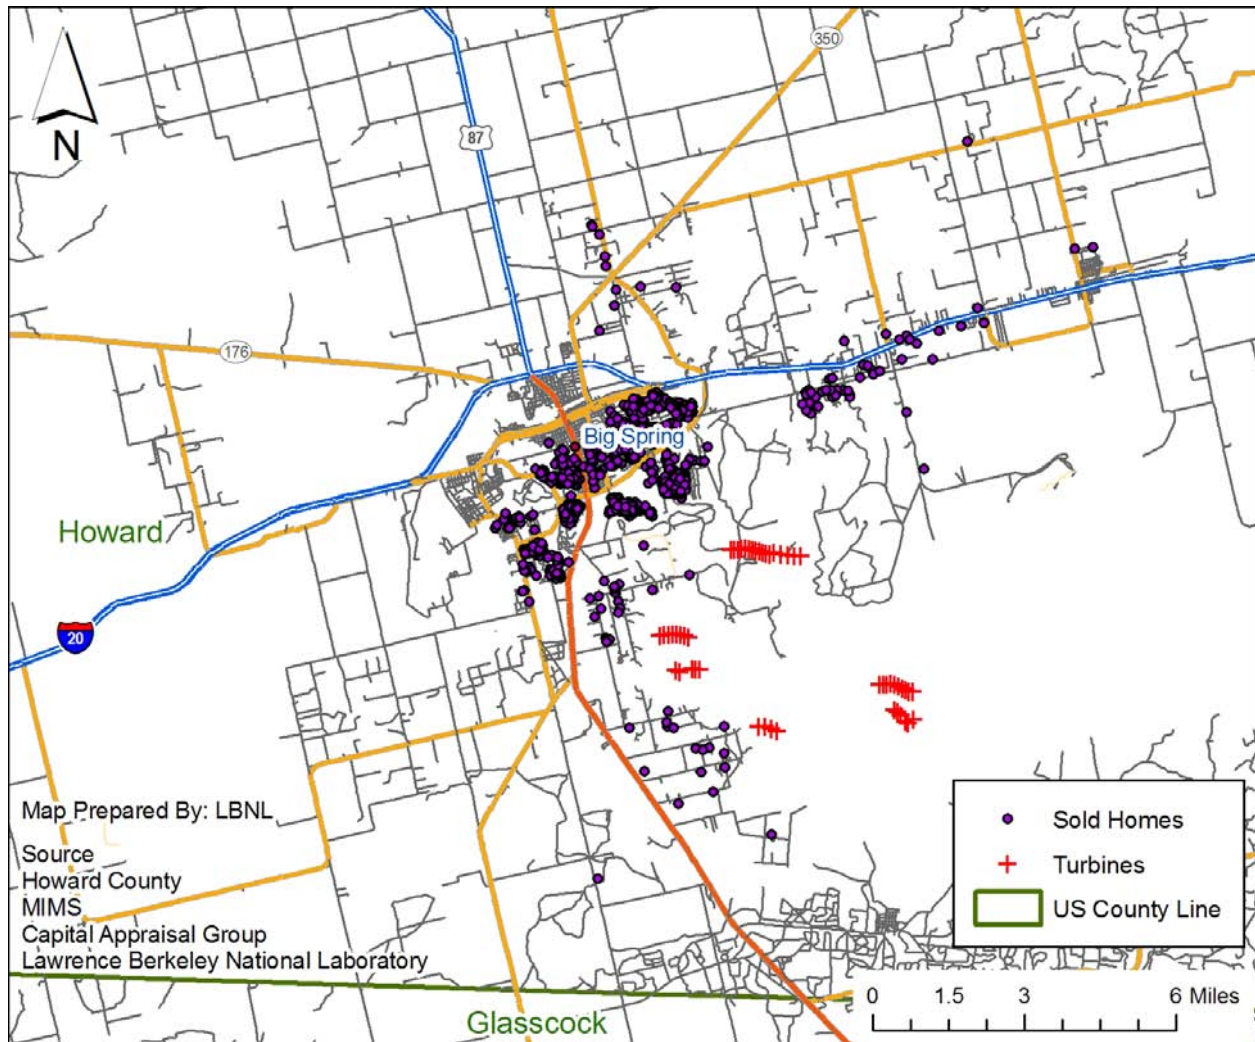 350
87
N
176
Big Spring
Howard
20
Map Prepared By: LBNL
Source
Howard County
MIMS
Capital Appraisal Group
Lawrence Berkeley National Laboratory
Sold Homes
Turbines
US County Line
0 1.5 3 6 Miles
Glasscock